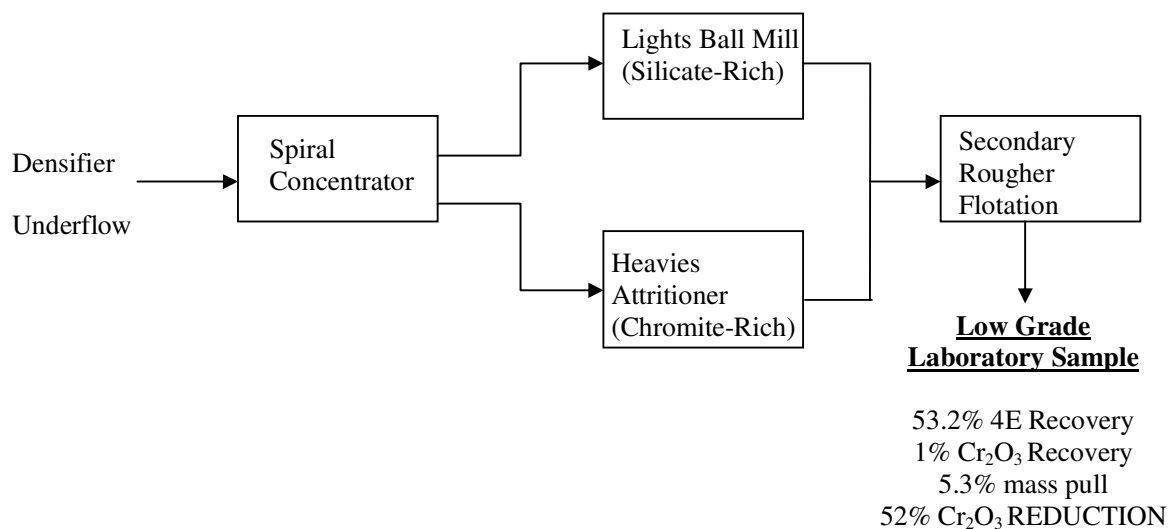 Densifier
Underflow
Spiral
Concentrator
Lights Ball Mill
(Silicate-Rich)
Heavies
Attritioner
(Chromite-Rich)
Secondary
Rougher
Flotation
Low Grade
Laboratory Sample
53.2% 4E Recovery
1% Cr₂O₃ Recovery
5.3% mass pull
52% Cr₂O₃ REDUCTION